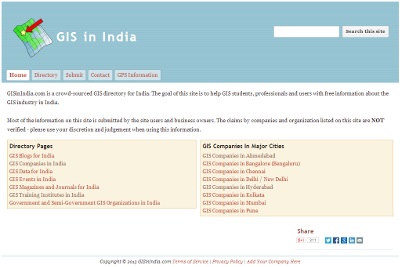 GIS in India
Search this site
Home Directory Submit Contact GPS Information
GISinIndia.com is a crowd-sourced GIS directory for India. The goal of this site is to help GIS students, professionals and users with free information about the
GIS industry in India.
Most of the information on this site is submitted by the site users and business owners. The claims by companies and organization listed on this site are NOT
verified - please use your discretion and judgement when using this information.
Directory Pages
GIS Blogs for India
GIS Companies in India
GIS Data for India
GIS Events in India
GIS Magazines and Journals for India
GIS Training Institutes in India
Government and Semi-Government GIS Organizations in India
GIS Companies in Major Cities
GIS Companies in Ahmedabad
GIS Companies in Bangalore (Bengaluru)
GIS Companies in Chennai
GIS Companies in Delhi / New Delhi
GIS Companies in Hyderabad
GIS Companies in Kolkata
GIS Companies in Mumbai
GIS Companies in Pune
Share
Copyright © 2013 GISinIndia.com Terms of Service | Privacy Policy | Add Your Company Here